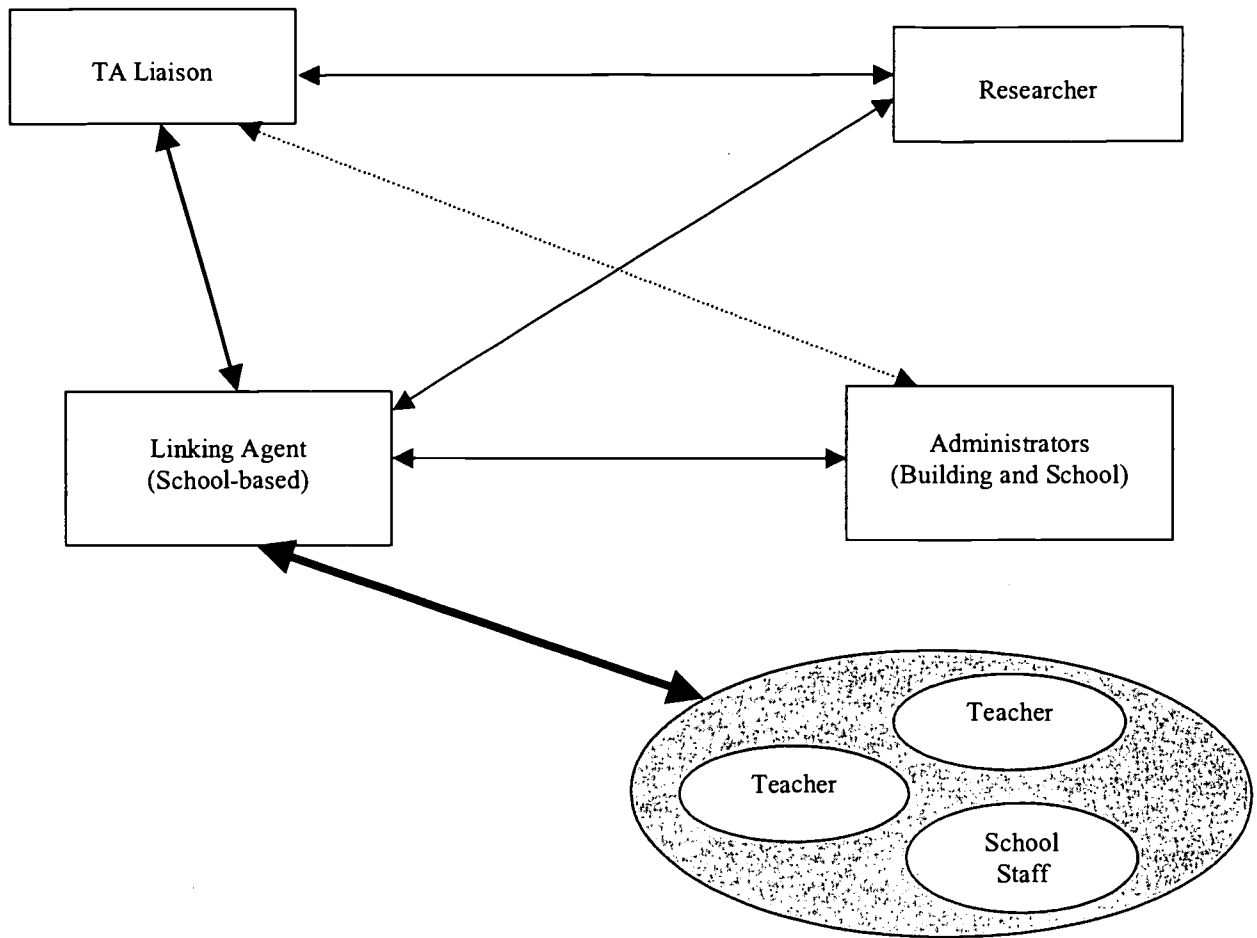 TA Liaison
Researcher
Linking Agent
(School-based)
Administrators
(Building and School)
Teacher
Teacher
School
Staff